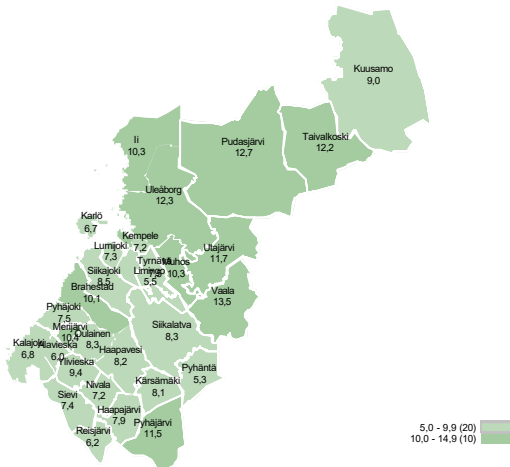 Kuusamo
9,0
Taivalkoski
12,2
Pudasjärvi
12,7
Ii
10,3
Uleåborg
12,3
Karlö
6,7
Kempele
7,2
Lumijoki
7,3
Utajärvi
11,7
Tyrnävä
Muhos
10,3
Limingo
5,5
Siikajoki
8,5
Brahestad
10,1
Vaala
13,5
Pyhäjoki
7,5
Merijärvi
10,4
Oulainen
8,3
Siikalatva
8,3
Kalajoki
6,8
Alavieska
6,0
Haapavesi
8,2
Ylivieska
9,4
Pyhäntä
5,3
Kärsämäki
8,1
Nivala
7,2
Sievi
7,4
Haapajärvi
7,9
Pyhäjärvi
11,5
Reisjärvi
6,2
5,0 - 9,9 (20)
10,0 - 14,9 (10)